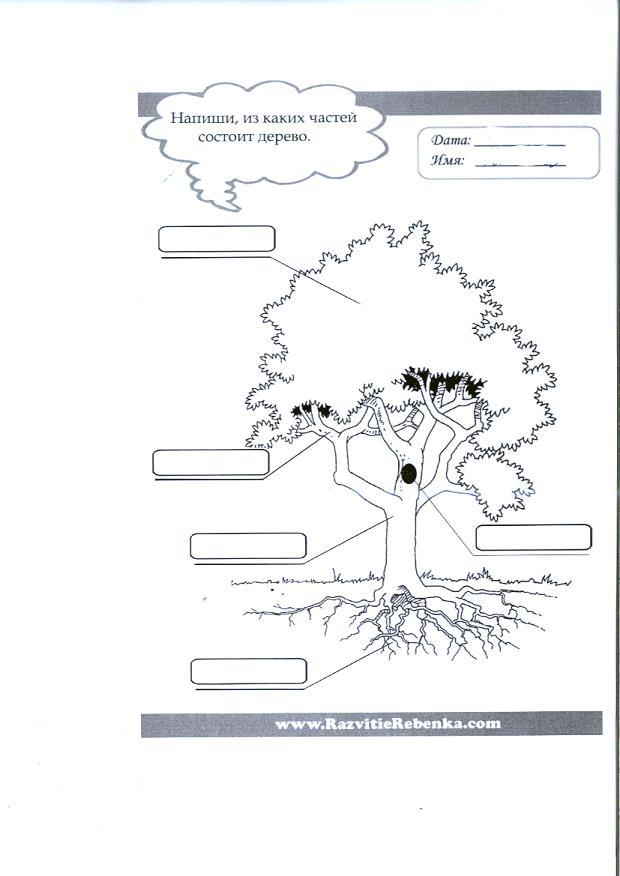 Напиши, из каких частей
состоит дерево.
Дата:
Имя:
www.RazvitieRebenka.com